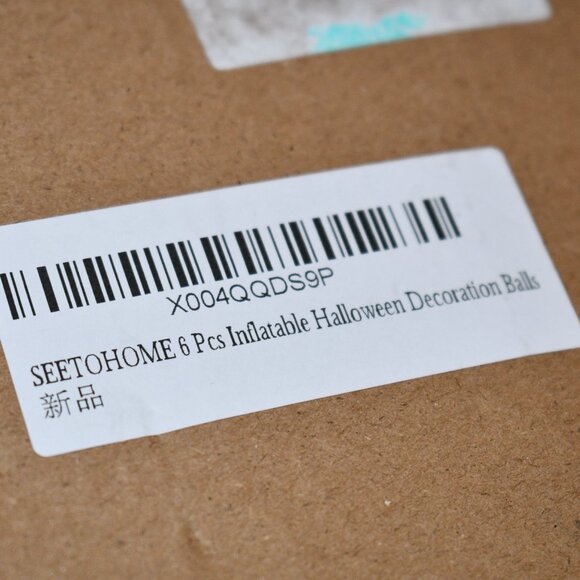 X004QQDS9P
SEETOHOME 6 Pcs Inflatable Halloween Decoration Balls
新品